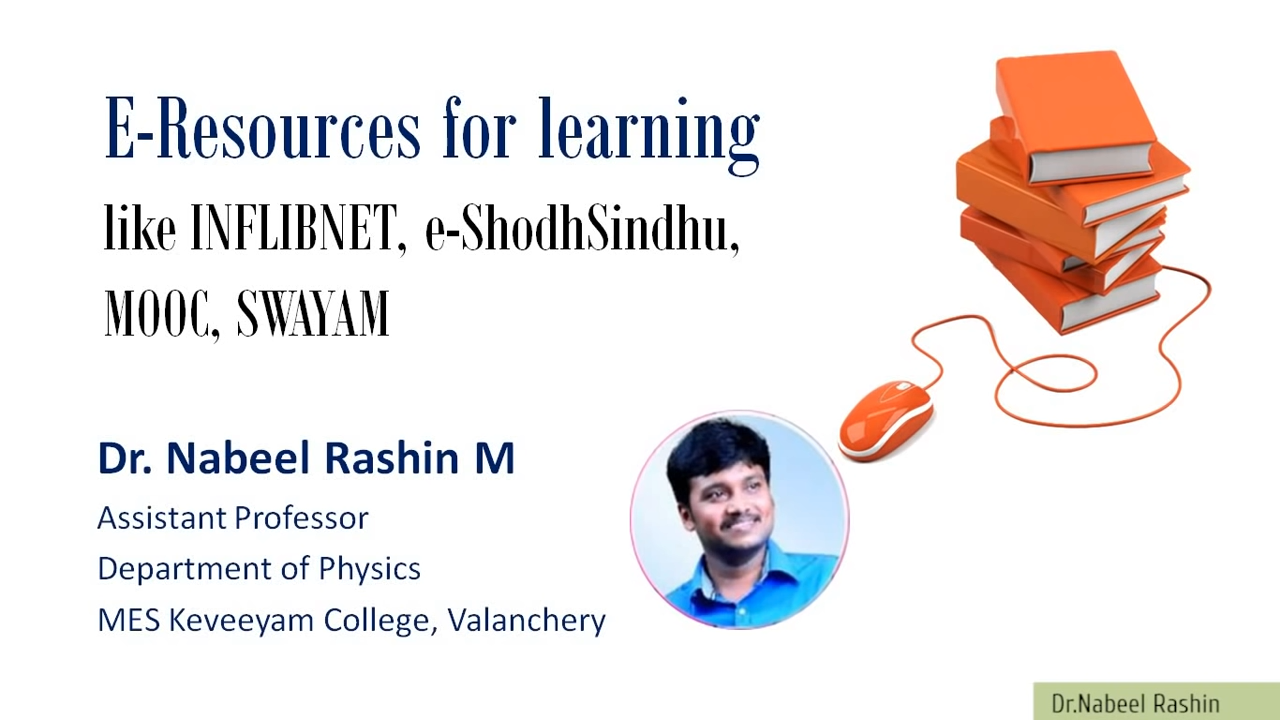 E-Resources for learning
like INFLIBNET, e-ShodhSindhu,
MOOC, SWAYAM
Dr. Nabeel Rashin M
Assistant Professor
Department of Physics
MES Keveeyam College, Valanchery
Dr.Nabeel Rashin